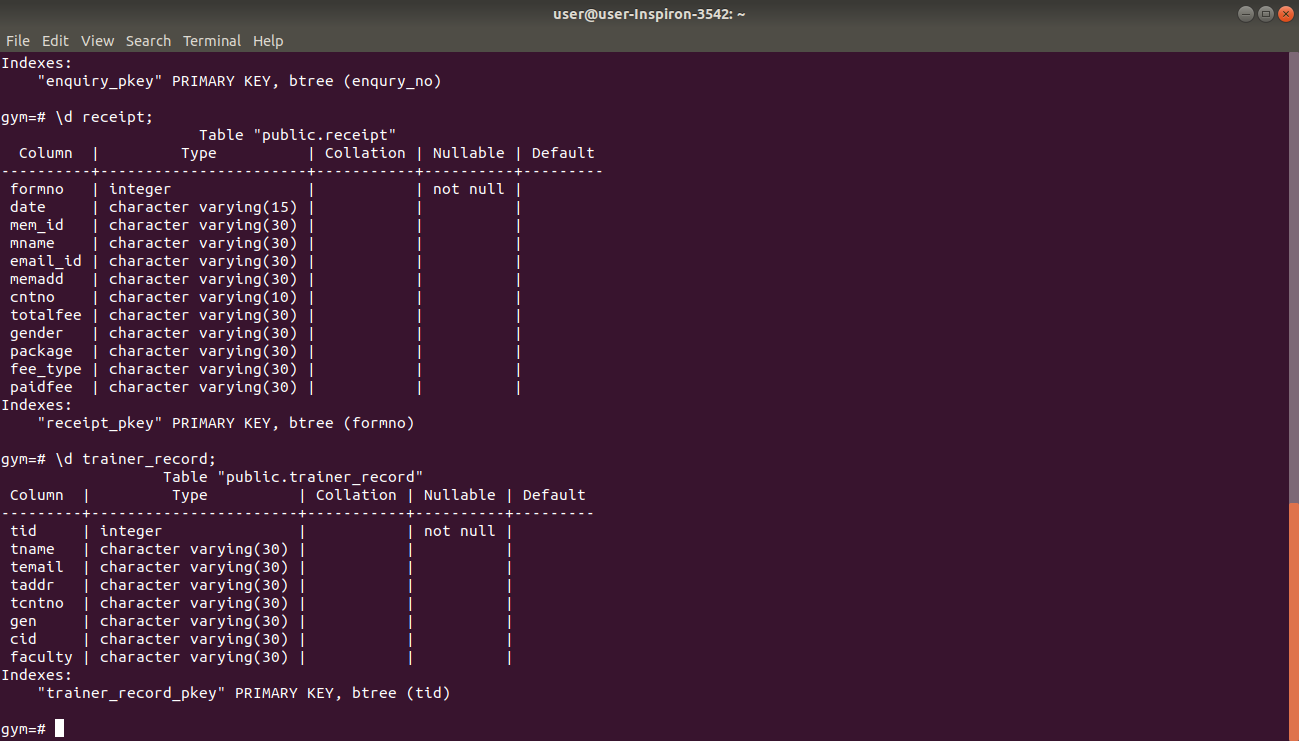 user@user-Inspiron-3542: ~
File Edit View Search Terminal Help
Indexes:
    "enquiry_pkey" PRIMARY KEY, btree (enqury_no)

gym=# \d receipt;
                      Table "public.receipt"
  Column  |         Type          | Collation | Nullable | Default 
----------+-----------------------+-----------+----------+---------
 formno   | integer               |           | not null | 
 date     | character varying(15) |           |          | 
 mem_id   | character varying(30) |           |          | 
 mname    | character varying(30) |           |          | 
 email_id | character varying(30) |           |          | 
 memadd   | character varying(30) |           |          | 
 cntno    | character varying(10) |           |          | 
 totalfee | character varying(30) |           |          | 
 gender   | character varying(30) |           |          | 
 package  | character varying(30) |           |          | 
 fee_type | character varying(30) |           |          | 
 paidfee  | character varying(30) |           |          | 
Indexes:
    "receipt_pkey" PRIMARY KEY, btree (formno)

gym=# \d trainer_record;
                  Table "public.trainer_record"
 Column  |         Type          | Collation | Nullable | Default 
---------+-----------------------+-----------+----------+---------
 tid     | integer               |           | not null | 
 tname   | character varying(30) |           |          | 
 temail  | character varying(30) |           |          | 
 taddr   | character varying(30) |           |          | 
 tcntno  | character varying(30) |           |          | 
 gen     | character varying(30) |           |          | 
 cid     | character varying(30) |           |          | 
 faculty | character varying(30) |           |          | 
Indexes:
    "trainer_record_pkey" PRIMARY KEY, btree (tid)

gym=#